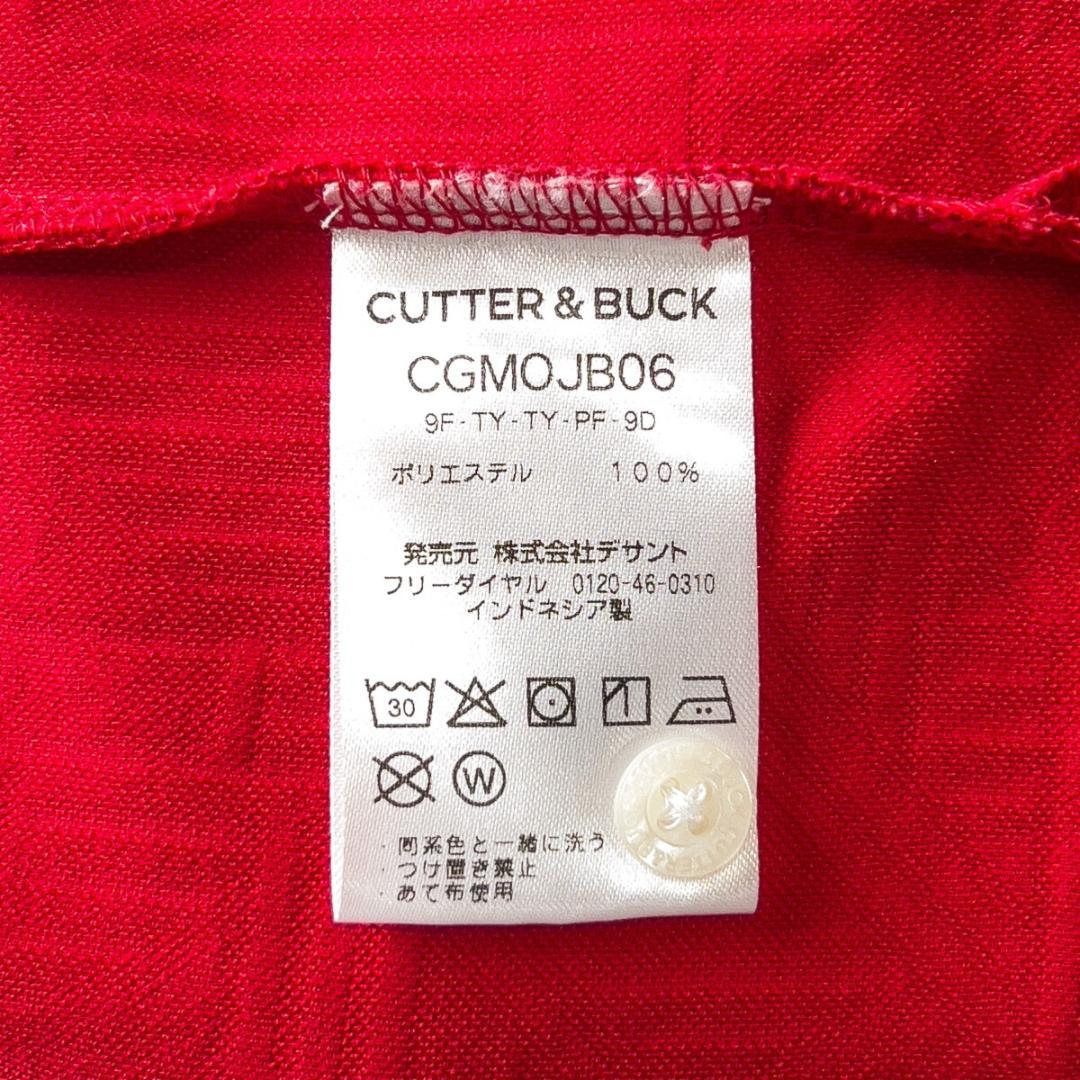 CUTTER & BUCK
CGMOJB06
9F-TY-TY-PF-9D
ポリエステル 100%
発売元 株式会社デサント
フリーダイヤル 0120-46-0310
インドネシア製
30
W
・同系色と一緒に洗う
・つけ置き禁止
・あて布使用